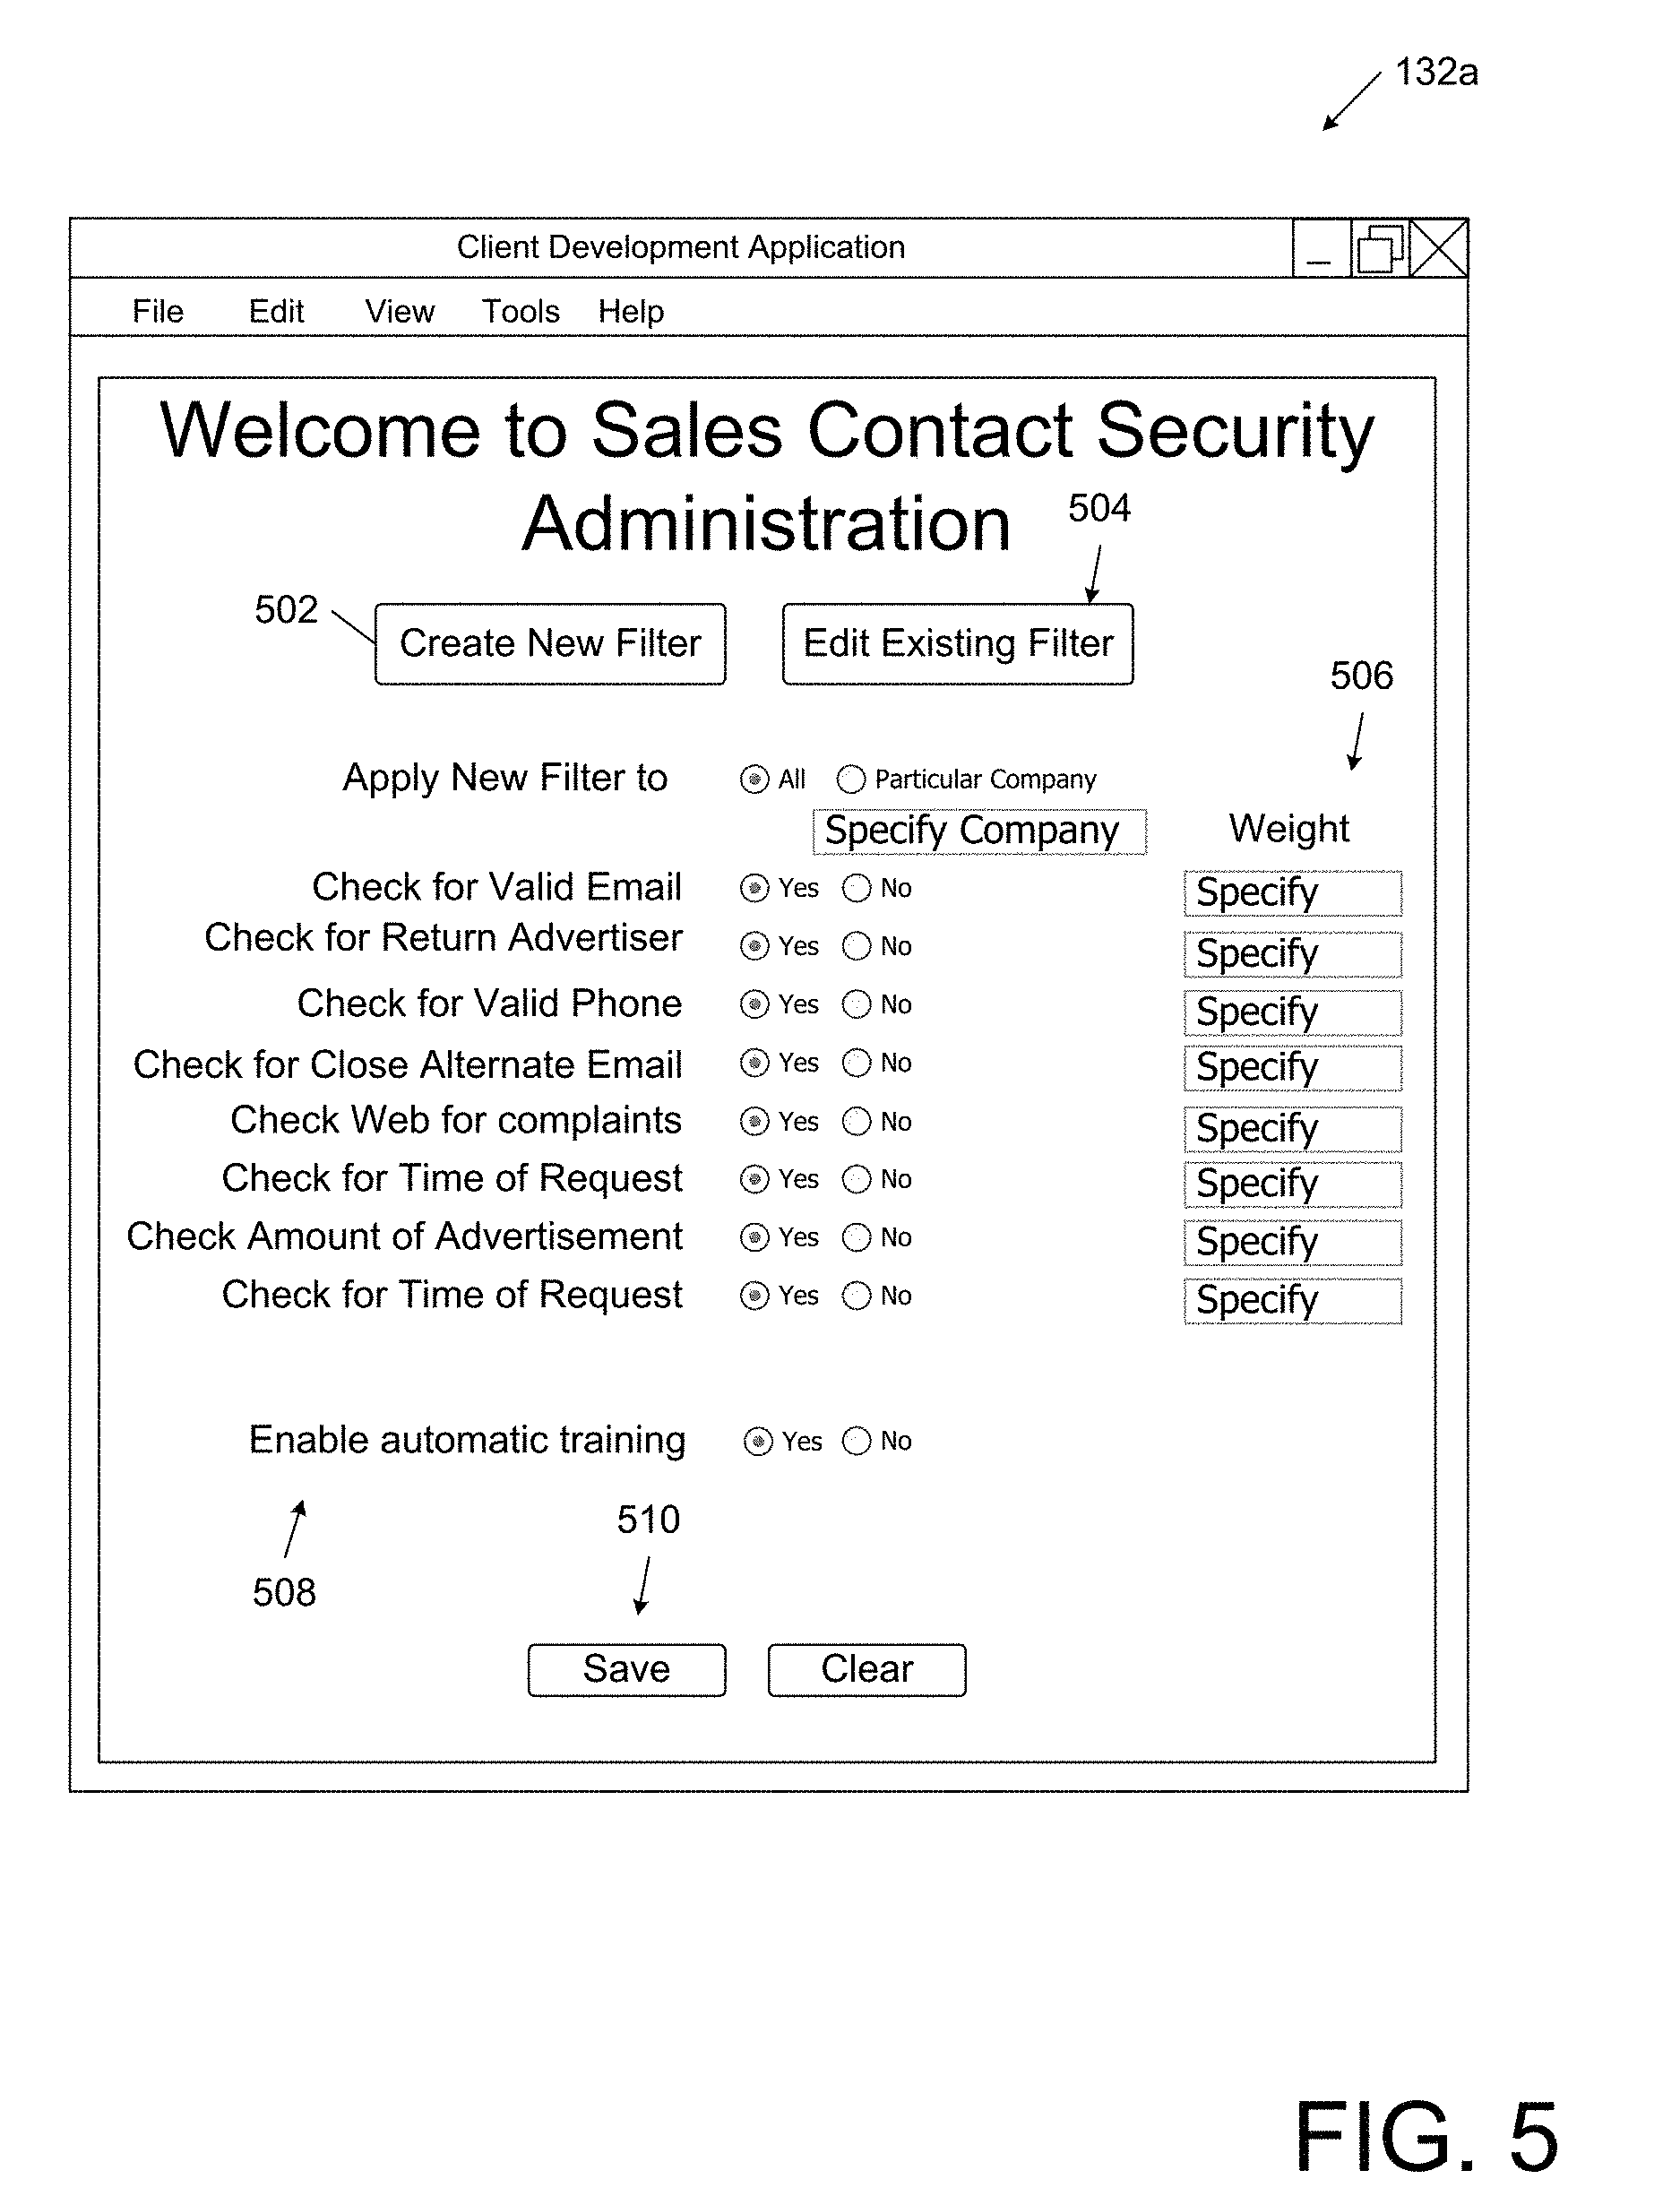 132a
Client Development Application
File Edit View Tools Help
Welcome to Sales Contact Security
Administration
504
502
Create New Filter Edit Existing Filter
506
Apply New Filter to All Particular Company
Specify Company Weight
Check for Valid Email Yes No Specify
Check for Return Advertiser Yes No Specify
Check for Valid Phone Yes No Specify
Check for Close Alternate Email Yes No Specify
Check Web for complaints Yes No Specify
Check for Time of Request Yes No Specify
Check Amount of Advertisement Yes No Specify
Check for Time of Request Yes No Specify
Enable automatic training Yes No
510
508
Save Clear
FIG. 5